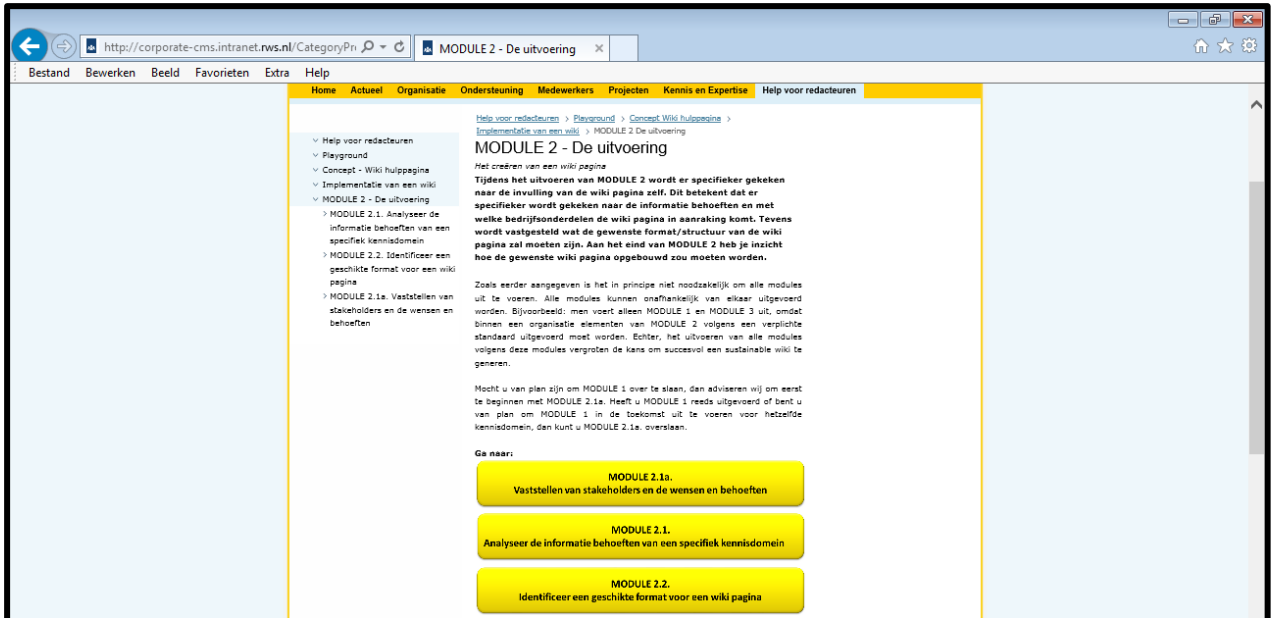 http://corporate-cms.intranet.rws.nl/CategoryPr
MODULE 2 - De uitvoering
Bestand Bewerken Beeld Favorieten Extra Help
Home Actueel Organisatie Ondersteuning Medewerkers Projecten Kennis en Expertise Help voor redacteuren
Help voor redacteuren > Playground > Concept Wiki hulppagina >
Implementatie van een wiki > MODULE 2 De uitvoering
Help voor redacteuren
Playground
Concept - Wiki hulppagina
Implementatie van een wiki
MODULE 2 - De uitvoering
> MODULE 2.1. Analyseer de
informatie behoeften van een
specifiek kennisdomein
> MODULE 2.2. Identificeer een
geschikte format voor een wiki
pagina
> MODULE 2.1a. Vaststellen van
stakeholders en de wensen en
behoeften
MODULE 2 - De uitvoering
Het creëren van een wiki pagina
Tijdens het uitvoeren van MODULE 2 wordt er specifieker gekeken
naar de invulling van de wiki pagina zelf. Dit betekent dat er
specifieker wordt gekeken naar de informatie behoeften en met
welke bedrijfsonderdelen de wiki pagina in aanraking komt. Tevens
wordt vastgesteld wat de gewenste format/structuur van de wiki
pagina zal moeten zijn. Aan het eind van MODULE 2 heb je inzicht
hoe de gewenste wiki pagina opgebouwd zou moeten worden.
Zoals eerder aangegeven is het in principe niet noodzakelijk om alle modules
uit te voeren. Alle modules kunnen onafhankelijk van elkaar uitgevoerd
worden. Bijvoorbeeld: men voert alleen MODULE 1 en MODULE 3 uit, omdat
binnen een organisatie elementen van MODULE 2 volgens een verplichte
standaard uitgevoerd moet worden. Echter, het uitvoeren van alle modules
volgens deze modules vergroten de kans om succesvol een sustainable wiki te
generen.
Mocht u van plan zijn om MODULE 1 over te slaan, dan adviseren wij om eerst
te beginnen met MODULE 2.1a. Heeft u MODULE 1 reeds uitgevoerd of bent u
van plan om MODULE 1 in de toekomst uit te voeren voor hetzelfde
kennisdomein, dan kunt u MODULE 2.1a. overslaan.
Ga naar:
MODULE 2.1a.
Vaststellen van stakeholders en de wensen en behoeften
MODULE 2.1.
Analyseer de informatie behoeften van een specifiek kennisdomein
MODULE 2.2.
Identificeer een geschikte format voor een wiki pagina